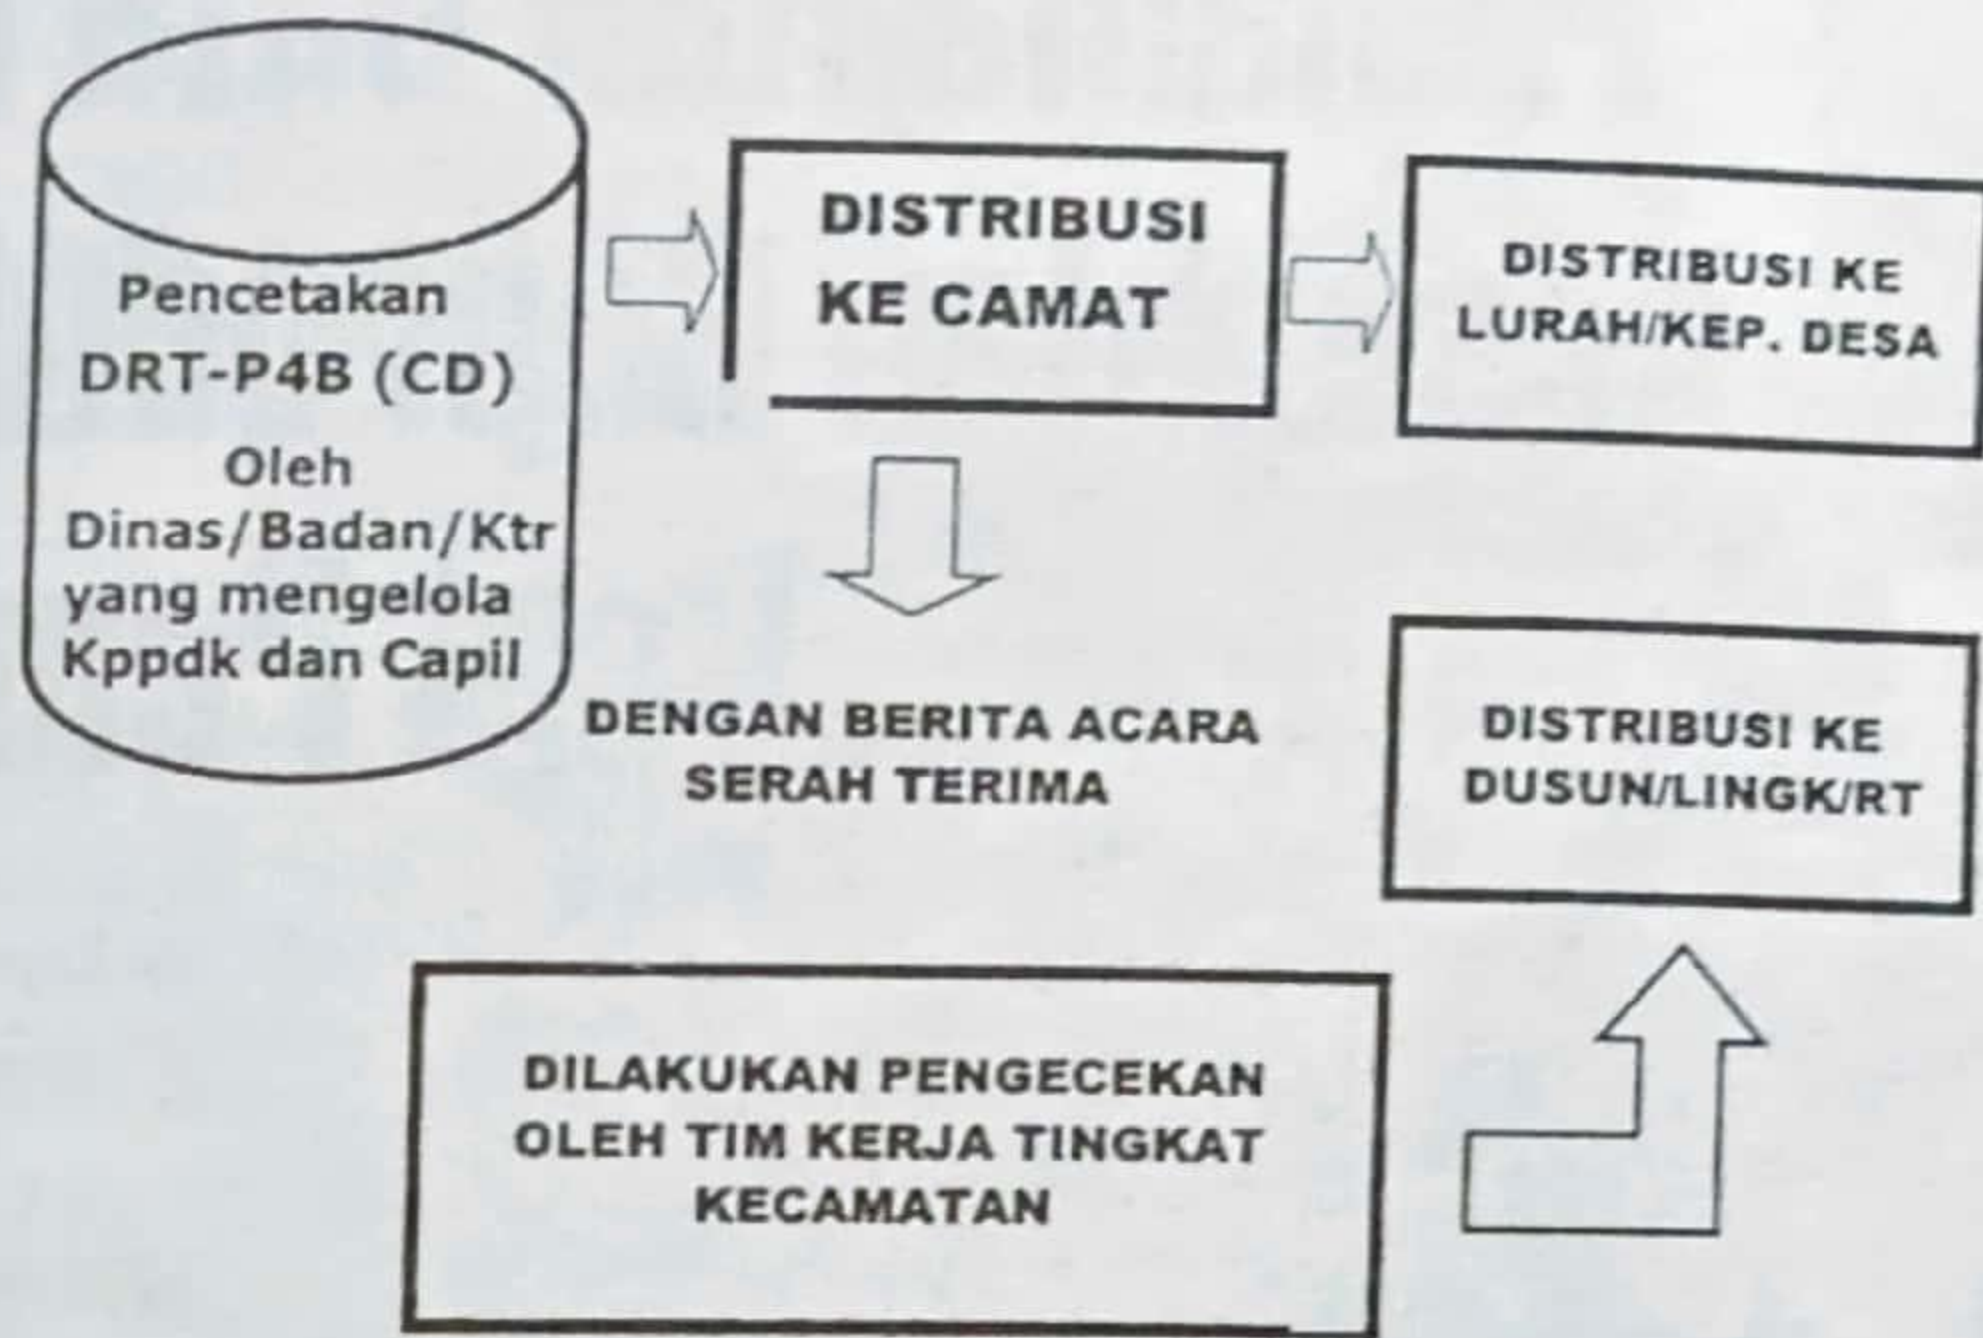 Pencetakan
DRT-P4B (CD)
Oleh
Dinas/Badan/Ktr
yang mengelola
Kppdk dan Capil
DISTRIBUSI
KE CAMAT
DISTRIBUSI KE
LURAH/KEP. DESA
DENGAN BERITA ACARA
SERAH TERIMA
DISTRIBUSI KE
DUSUN/LINGK/RT
DILAKUKAN PENGECEKAN
OLEH TIM KERJA TINGKAT
KECAMATAN